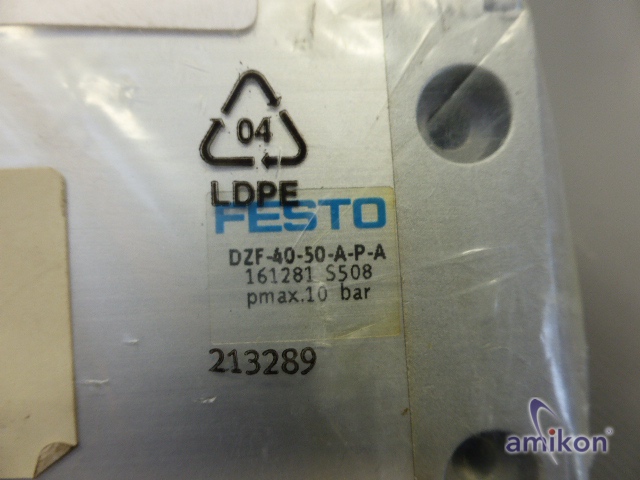 04
LDPE
FESTO
DZF-40-50-A-P-A
161281 S508
pmax.10 bar
213289
amikon